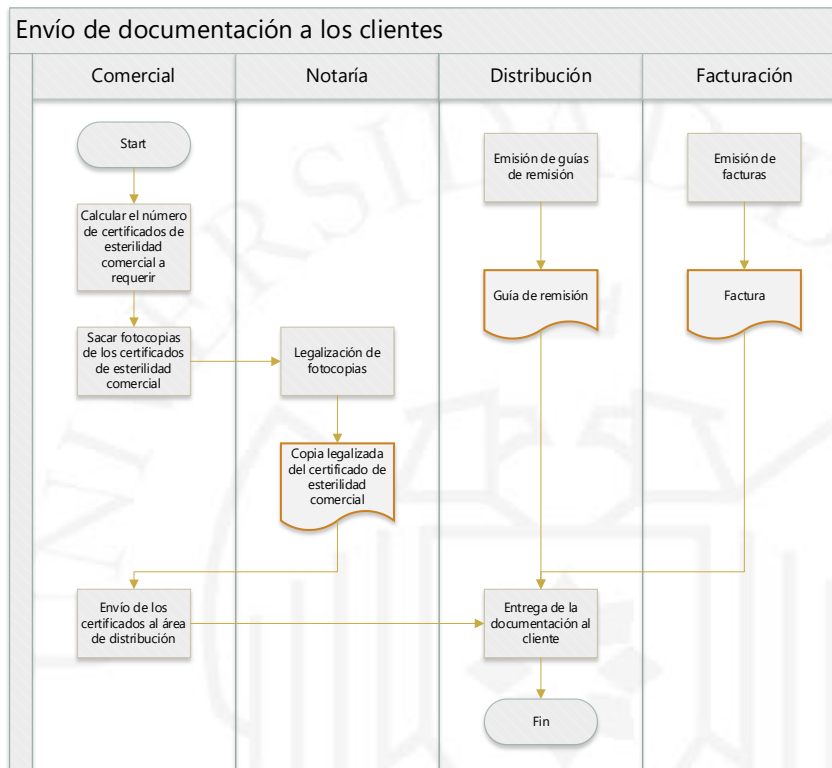 Envío de documentación a los clientes
Comercial
Notaría
Distribución
Facturación
Start
Emisión de guías
de remisión
Emisión de
facturas
Calcular el número
de certificados de
esterilidad
comercial a
requerir
Guía de remisión
Factura
Sacar fotocopias
de los certificados
de esterilidad
comercial
Legalización de
fotocopias
Copia legalizada
del certificado de
esterilidad
comercial
Envío de los
certificados al área
de distribución
Entrega de la
documentación al
cliente
Fin